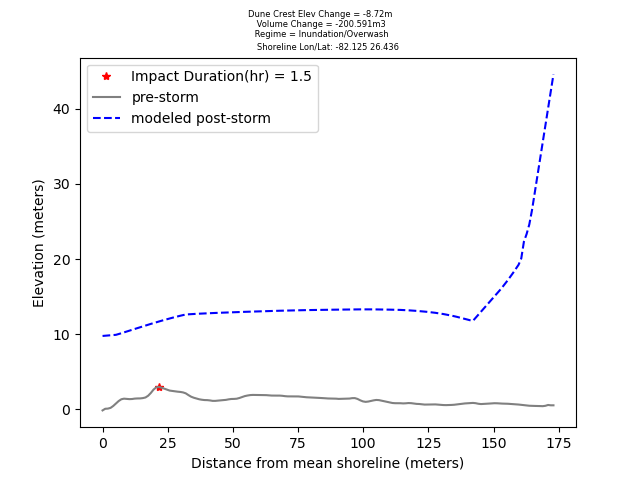 Dune Crest Elev Change = -8.72m
Volume Change = -200.591m3
Regime = Inundation/Overwash
Shoreline Lon/Lat: -82.125 26.436
Impact Duration(hr) = 1.5
pre-storm
modeled post-storm
Elevation (meters)
40
30
20
10
0
0 25 50 75 100 125 150 175
Distance from mean shoreline (meters)